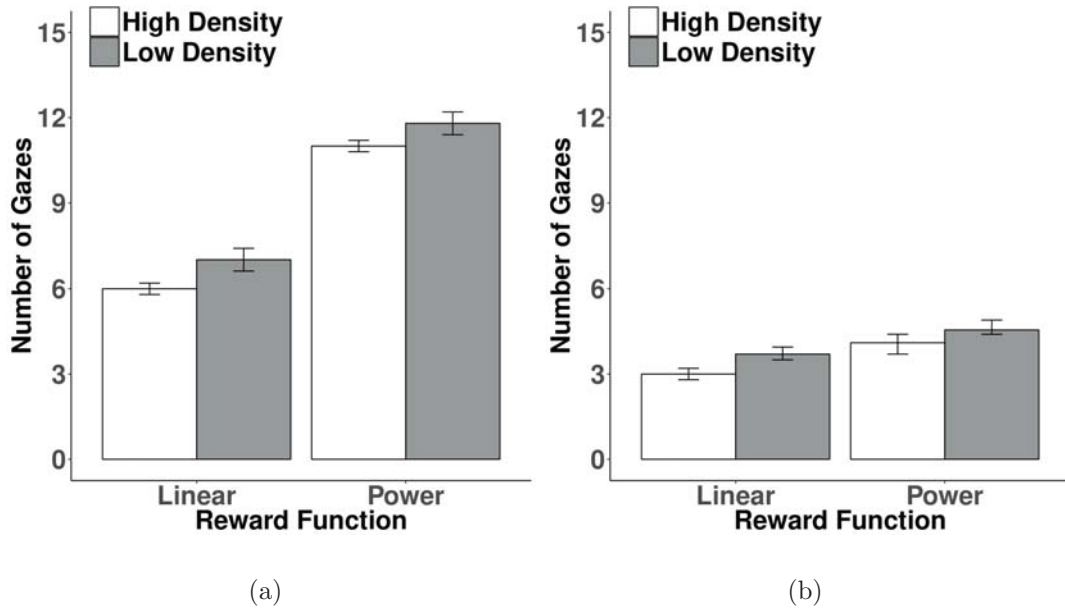 High Density
Low Density
15
12
9
6
3
0
Number of Gazes
Linear Power
Reward Function
(a)
High Density
Low Density
15
12
9
6
3
0
Number of Gazes
Linear Power
Reward Function
(b)